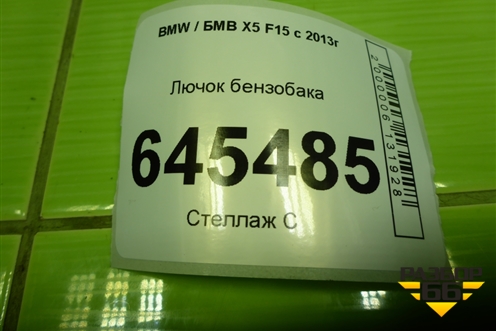 BMW / БМВ X5 F15 с 2013г
Лючок бензобака
645485
Стеллаж С
2000006131928
РАЗБОР
66